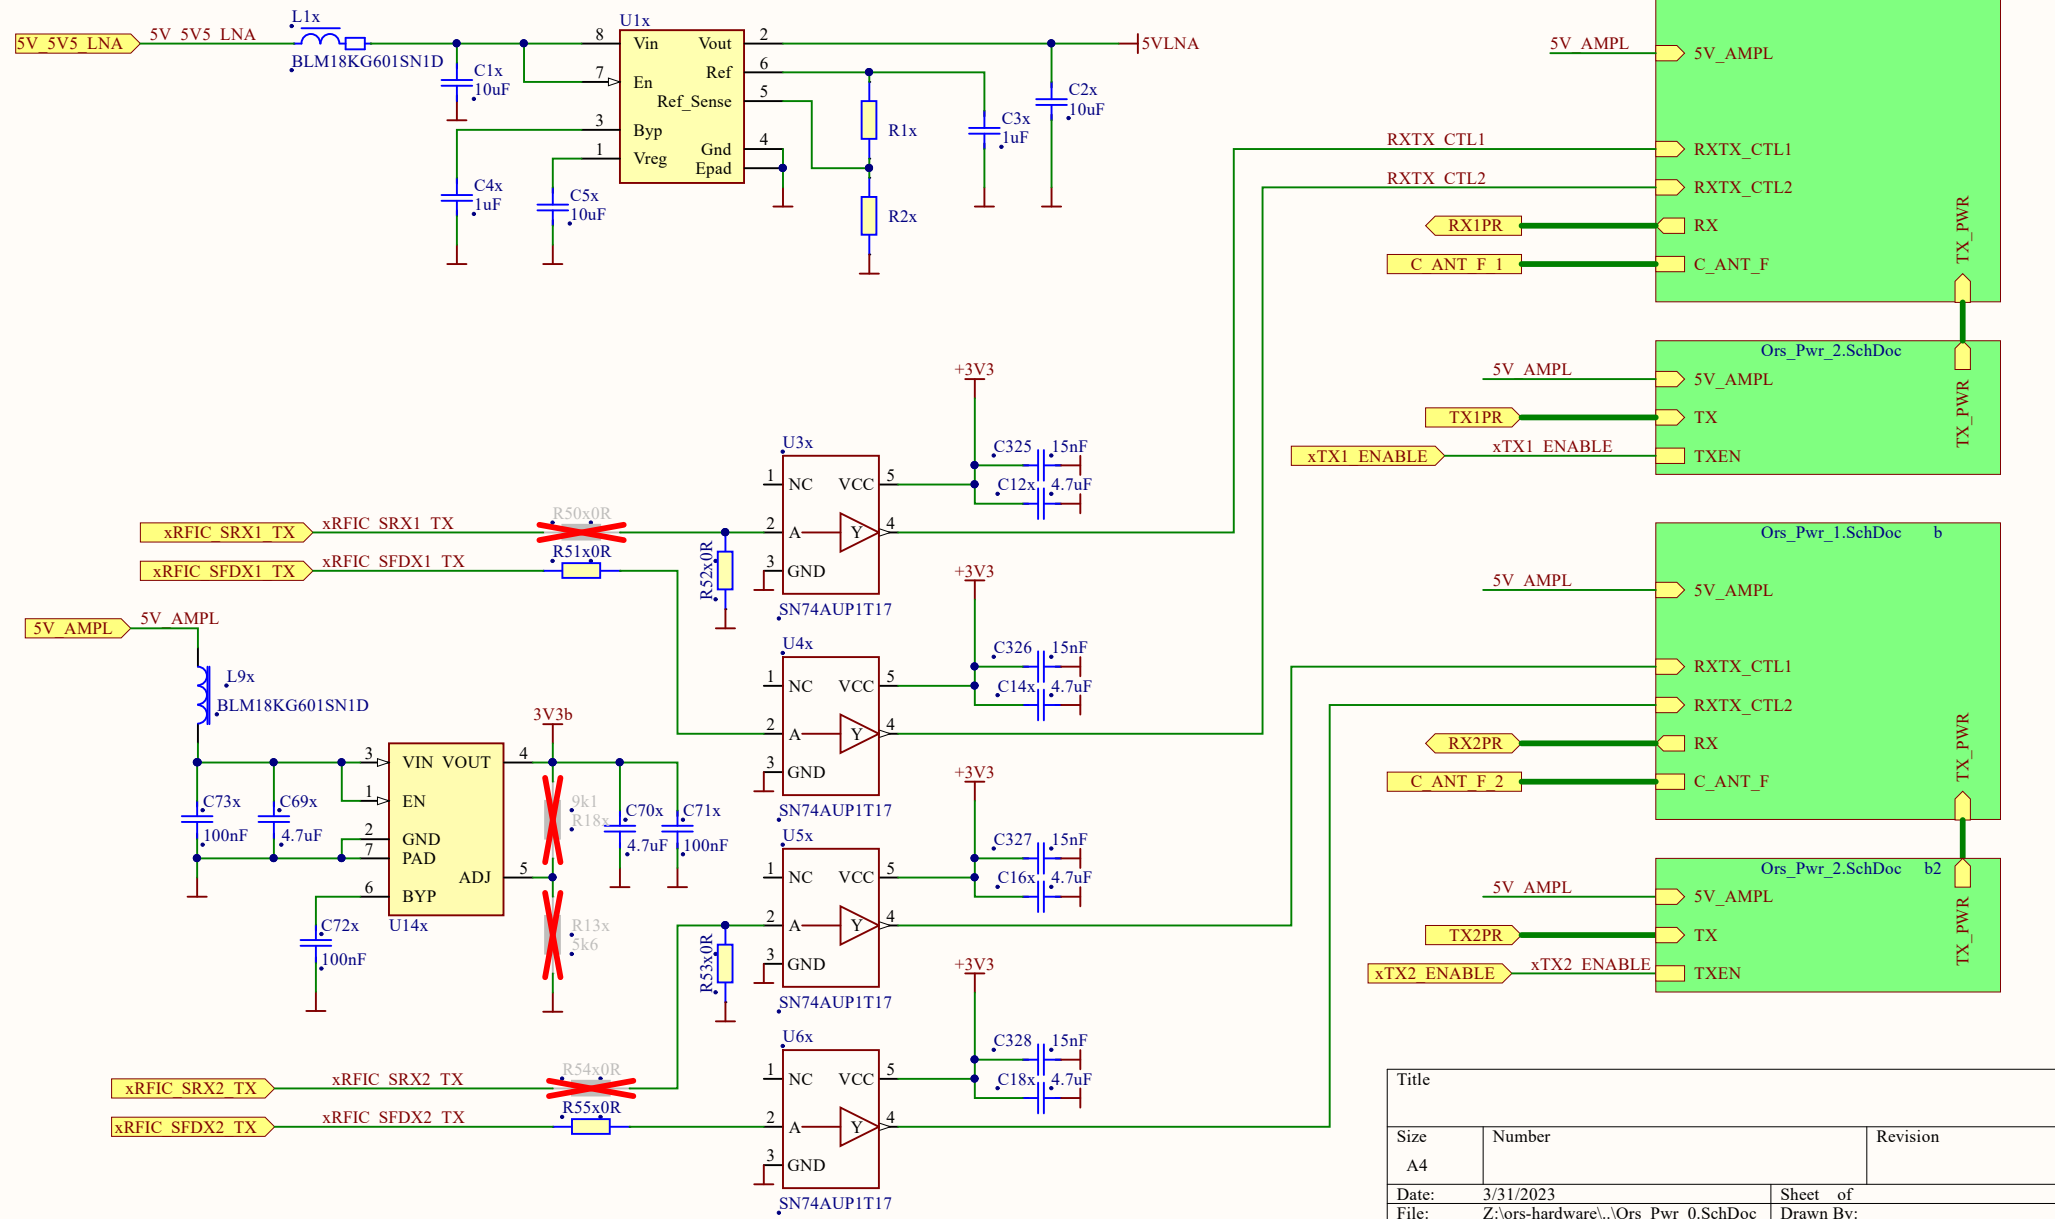 5V_5V5_LNA
5V_5V5_LNA
L1x
BLM18KG601SN1D
C1x
10uF
C4x
1uF
C5x
10uF
U1x
8
Vin
7
En
3
Byp
1
Vreg
Vout
2
Ref
6
Ref_Sense
5
Gnd
4
Epad
R1x
R2x
C3x
1uF
C2x
10uF
5VLNA
5V_AMPL
5V_AMPL
RXTX_CTL1
RXTX_CTL1
RXTX_CTL2
RXTX_CTL2
RX1PR
RX
C_ANT_F_1
C_ANT_F
TX_PWR
Ors_Pwr_2.SchDoc
5V_AMPL
5V_AMPL
TX1PR
TX
xTX1_ENABLE
xTX1_ENABLE
TXEN
TX_PWR
Ors_Pwr_1.SchDoc
b
5V_AMPL
5V_AMPL
RXTX_CTL1
RXTX_CTL2
RX2PR
RX
C_ANT_F_2
C_ANT_F
TX_PWR
Ors_Pwr_2.SchDoc
b2
5V_AMPL
5V_AMPL
TX2PR
TX
xTX2_ENABLE
xTX2_ENABLE
TXEN
TX_PWR
xRFIC_SRX1_TX
xRFIC_SRX1_TX
R50x0R
xRFIC_SFDX1_TX
xRFIC_SFDX1_TX
R51x0R
R52x0R
U3x
1
NC
VCC
5
2
A
Y
4
3
GND
SN74AUP1T17
+3V3
C325
15nF
C12x
4.7uF
U4x
1
NC
VCC
5
2
A
Y
4
3
GND
SN74AUP1T17
+3V3
C326
15nF
C14x
4.7uF
5V_AMPL
5V_AMPL
L9x
BLM18KG601SN1D
C73x
100nF
C69x
4.7uF
3
VIN
VOUT
4
1
EN
2
GND
7
PAD
ADJ
5
6
BYP
U14x
C72x
100nF
3V3b
9k1
R18x
R13x
5k6
C70x
4.7uF
C71x
100nF
U5x
1
NC
VCC
5
2
A
Y
4
3
GND
SN74AUP1T17
R53x0R
+3V3
C327
15nF
C16x
4.7uF
xRFIC_SRX2_TX
xRFIC_SRX2_TX
R54x0R
xRFIC_SFDX2_TX
xRFIC_SFDX2_TX
R55x0R
U6x
1
NC
VCC
5
2
A
Y
4
3
GND
SN74AUP1T17
+3V3
C328
15nF
C18x
4.7uF
Title
Size
Number
Revision
A4
Date:
3/31/2023
Sheet of
File:
Z:\ors-hardware\..\Ors_Pwr_0.SchDoc
Drawn By: